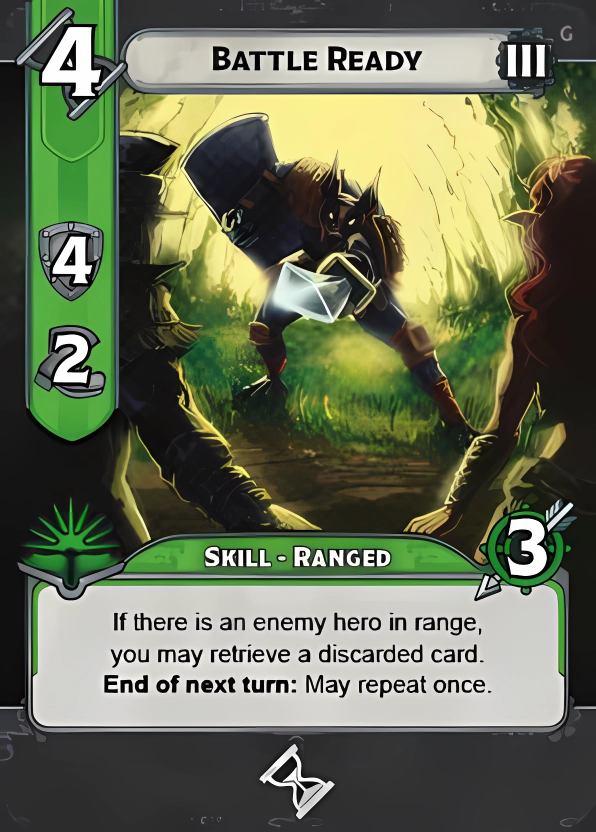 4
BATTLE READY
III
G
4
2
SKILL - RANGED
3
If there is an enemy hero in range,
you may retrieve a discarded card.
End of next turn: May repeat once.